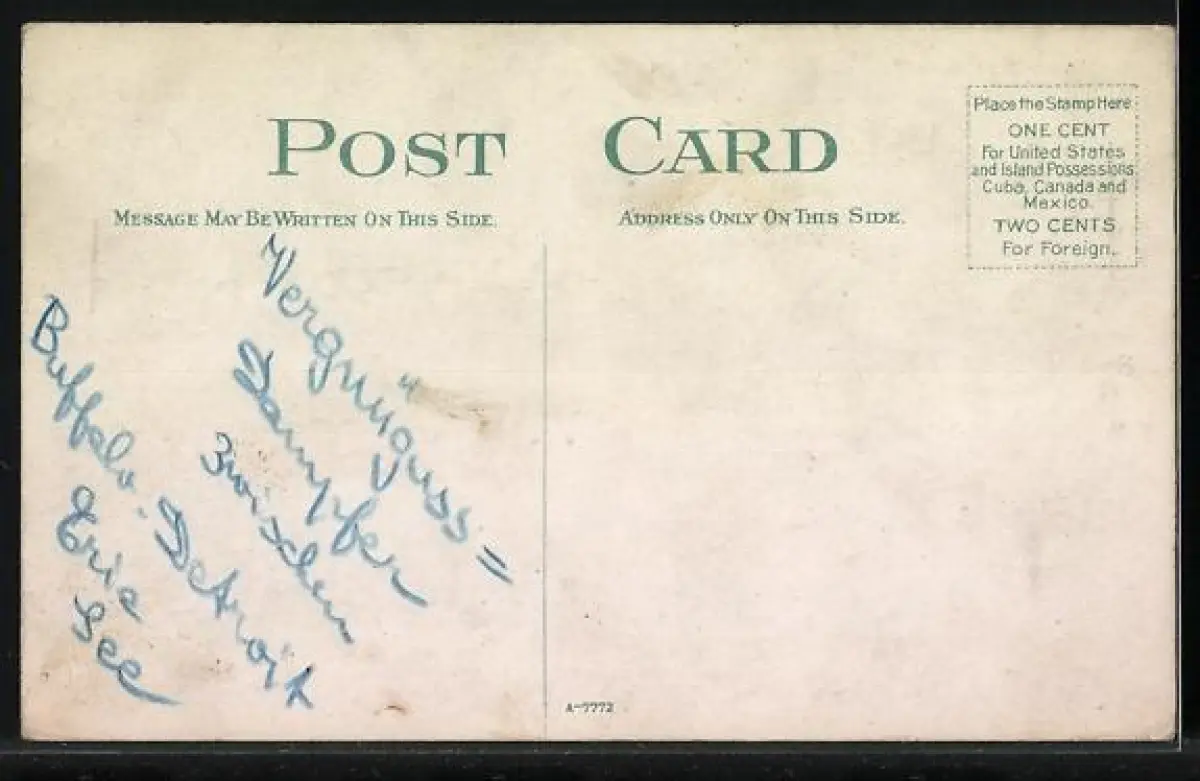 POST CARD
MESSAGE MAY BE WRITTEN ON THIS SIDE.
ADDRESS ONLY ON THIS SIDE.
Place the Stamp Here
ONE CENT
For United States
and Island Possessions,
Cuba, Canada and
Mexico.
TWO CENTS
For Foreign.
Vergnügüss=
Dampfer
Zwischen
Buffalo. Detroit
Erie
See
A-7772